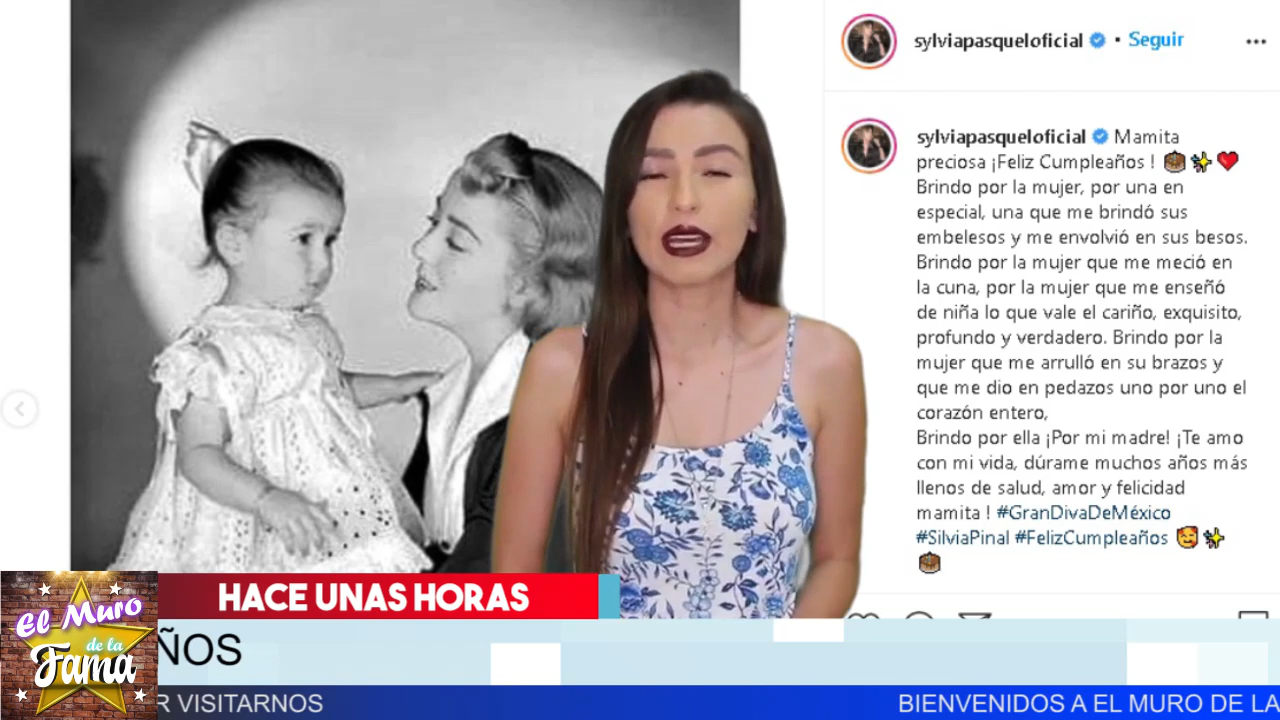 sylviapasqueloficial • Seguir
sylviapasqueloficial Mamita
preciosa ¡Feliz Cumpleaños !
Brindo por la mujer, por una en
especial, una que me brindó sus
embelesos y me envolvió en sus besos.
Brindo por la mujer que me meció en
la cuna, por la mujer que me enseñó
de niña lo que vale el cariño, exquisito,
profundo y verdadero. Brindo por la
mujer que me arrulló en su brazos y
que me dio en pedazos uno por uno el
corazón entero,
Brindo por ella ¡Por mi madre! ¡Te amo
con mi vida, dúrame muchos años más
llenos de salud, amor y felicidad
mamita ! #GranDivaDeMéxico
#SilviaPinal #FelizCumpleaños
HACE UNAS HORAS
El Muro
de la
Fama
ÑOS
R VISITARNOS
BIENVENIDOS A EL MURO DE LA